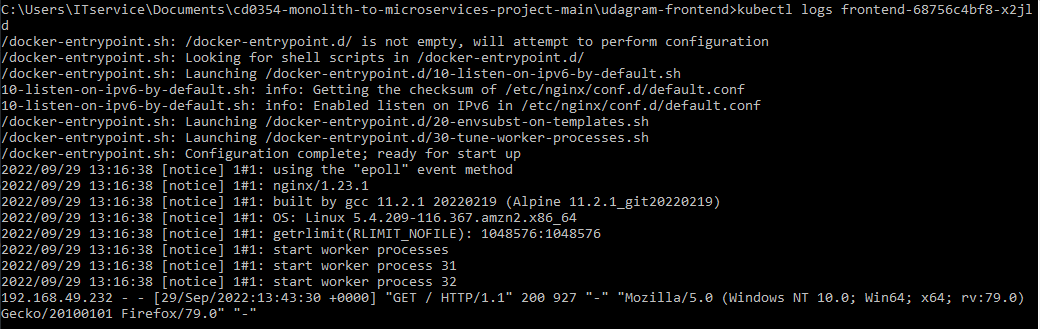 C:\Users\ITservice\Documents\cd0354-monolith-to-microservices-project-main\udagram-frontend>kubectl logs frontend-68756c4bf8-x2jl
d
/docker-entrypoint.sh: /docker-entrypoint.d/ is not empty, will attempt to perform configuration
/docker-entrypoint.sh: Looking for shell scripts in /docker-entrypoint.d/
/docker-entrypoint.sh: Launching /docker-entrypoint.d/10-listen-on-ipv6-by-default.sh
10-listen-on-ipv6-by-default.sh: info: Getting the checksum of /etc/nginx/conf.d/default.conf
10-listen-on-ipv6-by-default.sh: info: Enabled listen on IPv6 in /etc/nginx/conf.d/default.conf
/docker-entrypoint.sh: Launching /docker-entrypoint.d/20-envsubst-on-templates.sh
/docker-entrypoint.sh: Launching /docker-entrypoint.d/30-tune-worker-processes.sh
/docker-entrypoint.sh: Configuration complete; ready for start up
2022/09/29 13:16:38 [notice] 1#1: using the "epoll" event method
2022/09/29 13:16:38 [notice] 1#1: nginx/1.23.1
2022/09/29 13:16:38 [notice] 1#1: built by gcc 11.2.1 20220219 (Alpine 11.2.1_git20220219)
2022/09/29 13:16:38 [notice] 1#1: OS: Linux 5.4.209-116.367.amzn2.x86_64
2022/09/29 13:16:38 [notice] 1#1: getrlimit(RLIMIT_NOFILE): 1048576:1048576
2022/09/29 13:16:38 [notice] 1#1: start worker processes
2022/09/29 13:16:38 [notice] 1#1: start worker process 31
2022/09/29 13:16:38 [notice] 1#1: start worker process 32
192.168.49.232 - - [29/Sep/2022:13:43:30 +0000] "GET / HTTP/1.1" 200 927 "-" "Mozilla/5.0 (Windows NT 10.0; Win64; x64; rv:79.0)
Gecko/20100101 Firefox/79.0" "-"